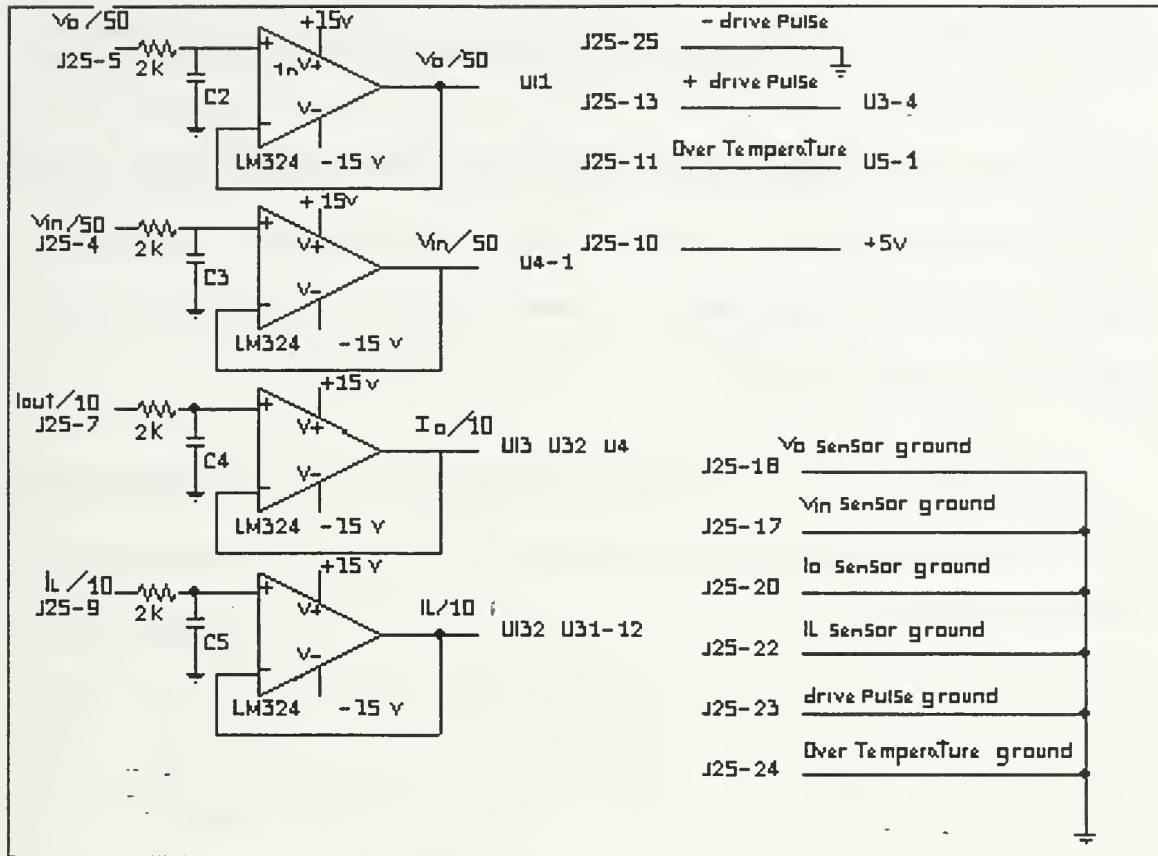 Vo/50
+15v
J25-5
2K
C2
+
1n
V+
V-
-
LM324
-15 v
Vo/50
U11
Vin/50
J25-4
2K
C3
+ 15v
+
V+
V-
-
LM324
-15 v
Vin/50
U4-1
Iout/10
J25-7
2K
C4
+15 v
+
V+
V-
-
LM324
-15 v
Io/10
U13 U32 U4
IL/10
J25-9
2K
C5
+15 v
+
V+
V-
-
LM324
-15 v
IL/10
U132 U31-12
- drive Pulse
J25-25
+ drive Pulse
J25-13
U3-4
Over Temperature
J25-11
U5-1
J25-10
+5v
Vo Sensor ground
J25-18
Vin Sensor ground
J25-17
Io Sensor ground
J25-20
IL Sensor ground
J25-22
drive Pulse ground
J25-23
Over Temperature ground
J25-24